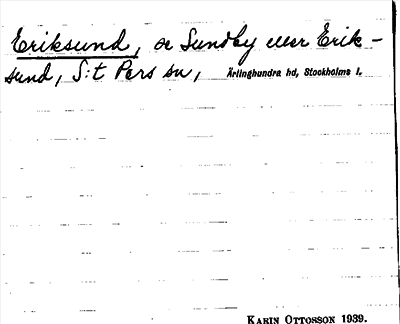 Eriksund, se Sundby eller Erik-
sund, S:t Pers sn, Ärlinghundra hd, Stockholms l.
KARIN OTTOSSON 1939.